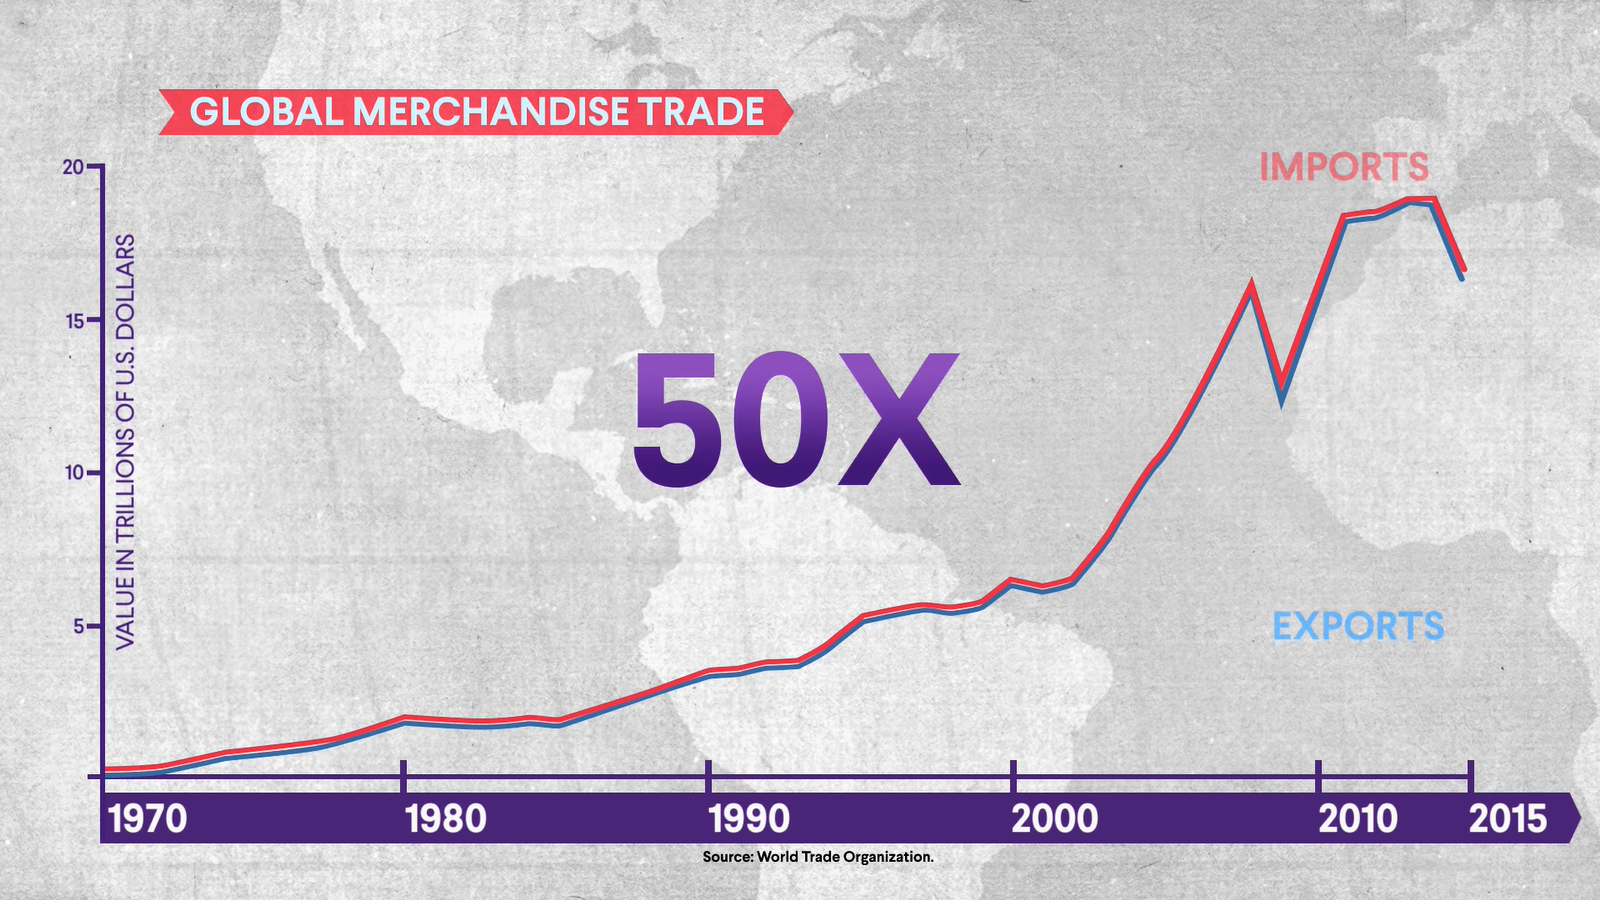 GLOBAL MERCHANDISE TRADE
IMPORTS
20
15
10
5
VALUE IN TRILLIONS OF U.S. DOLLARS
50X
EXPORTS
1970 1980 1990 2000 2010 2015
Source: World Trade Organization.